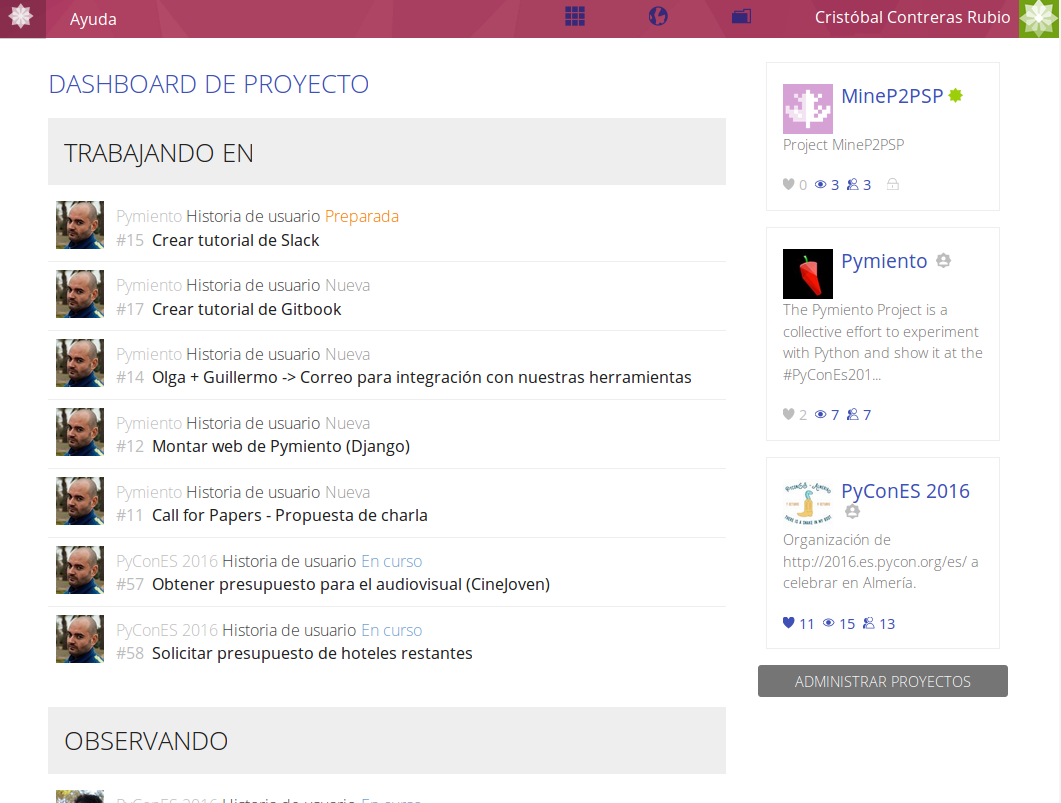 Ayuda
Cristóbal Contreras Rubio
DASHBOARD DE PROYECTO
TRABAJANDO EN
Pymiento Historia de usuario Preparada
#15 Crear tutorial de Slack
Pymiento Historia de usuario Nueva
#17 Crear tutorial de Gitbook
Pymiento Historia de usuario Nueva
#14 Olga + Guillermo -> Correo para integración con nuestras herramientas
Pymiento Historia de usuario Nueva
#12 Montar web de Pymiento (Django)
Pymiento Historia de usuario Nueva
#11 Call for Papers - Propuesta de charla
PyConES 2016 Historia de usuario En curso
#57 Obtener presupuesto para el audiovisual (CineJoven)
PyConES 2016 Historia de usuario En curso
#58 Solicitar presupuesto de hoteles restantes
OBSERVANDO
PyConES 2016 Historia de usuario En curso
MineP2PSP
Project MineP2PSP
0 3 3
Pymiento
The Pymiento Project is a
collective effort to experiment
with Python and show it at the
#PyConEs201...
2 7 7
PyConES 2016
Organización de
http://2016.es.pycon.org/es/ a
celebrar en Almería.
11 15 13
ADMINISTRAR PROYECTOS